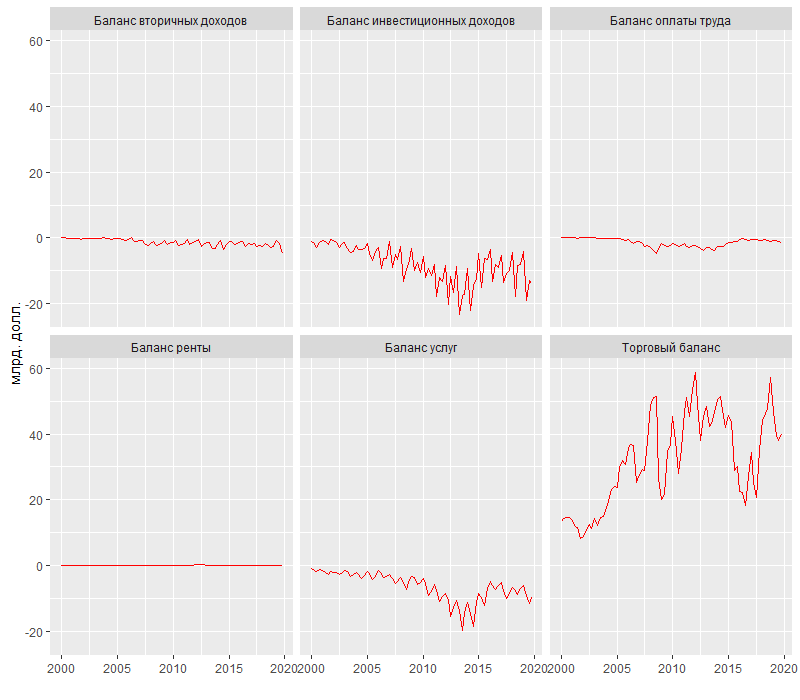 Баланс вторичных доходов Баланс инвестиционных доходов Баланс оплаты труда
60
40
20
0
-20
млрд. долл.
Баланс ренты Баланс услуг Торговый баланс
60
40
20
0
-20
2000 2005 2010 2015 2020 2000 2005 2010 2015 2020 2000 2005 2010 2015 2020